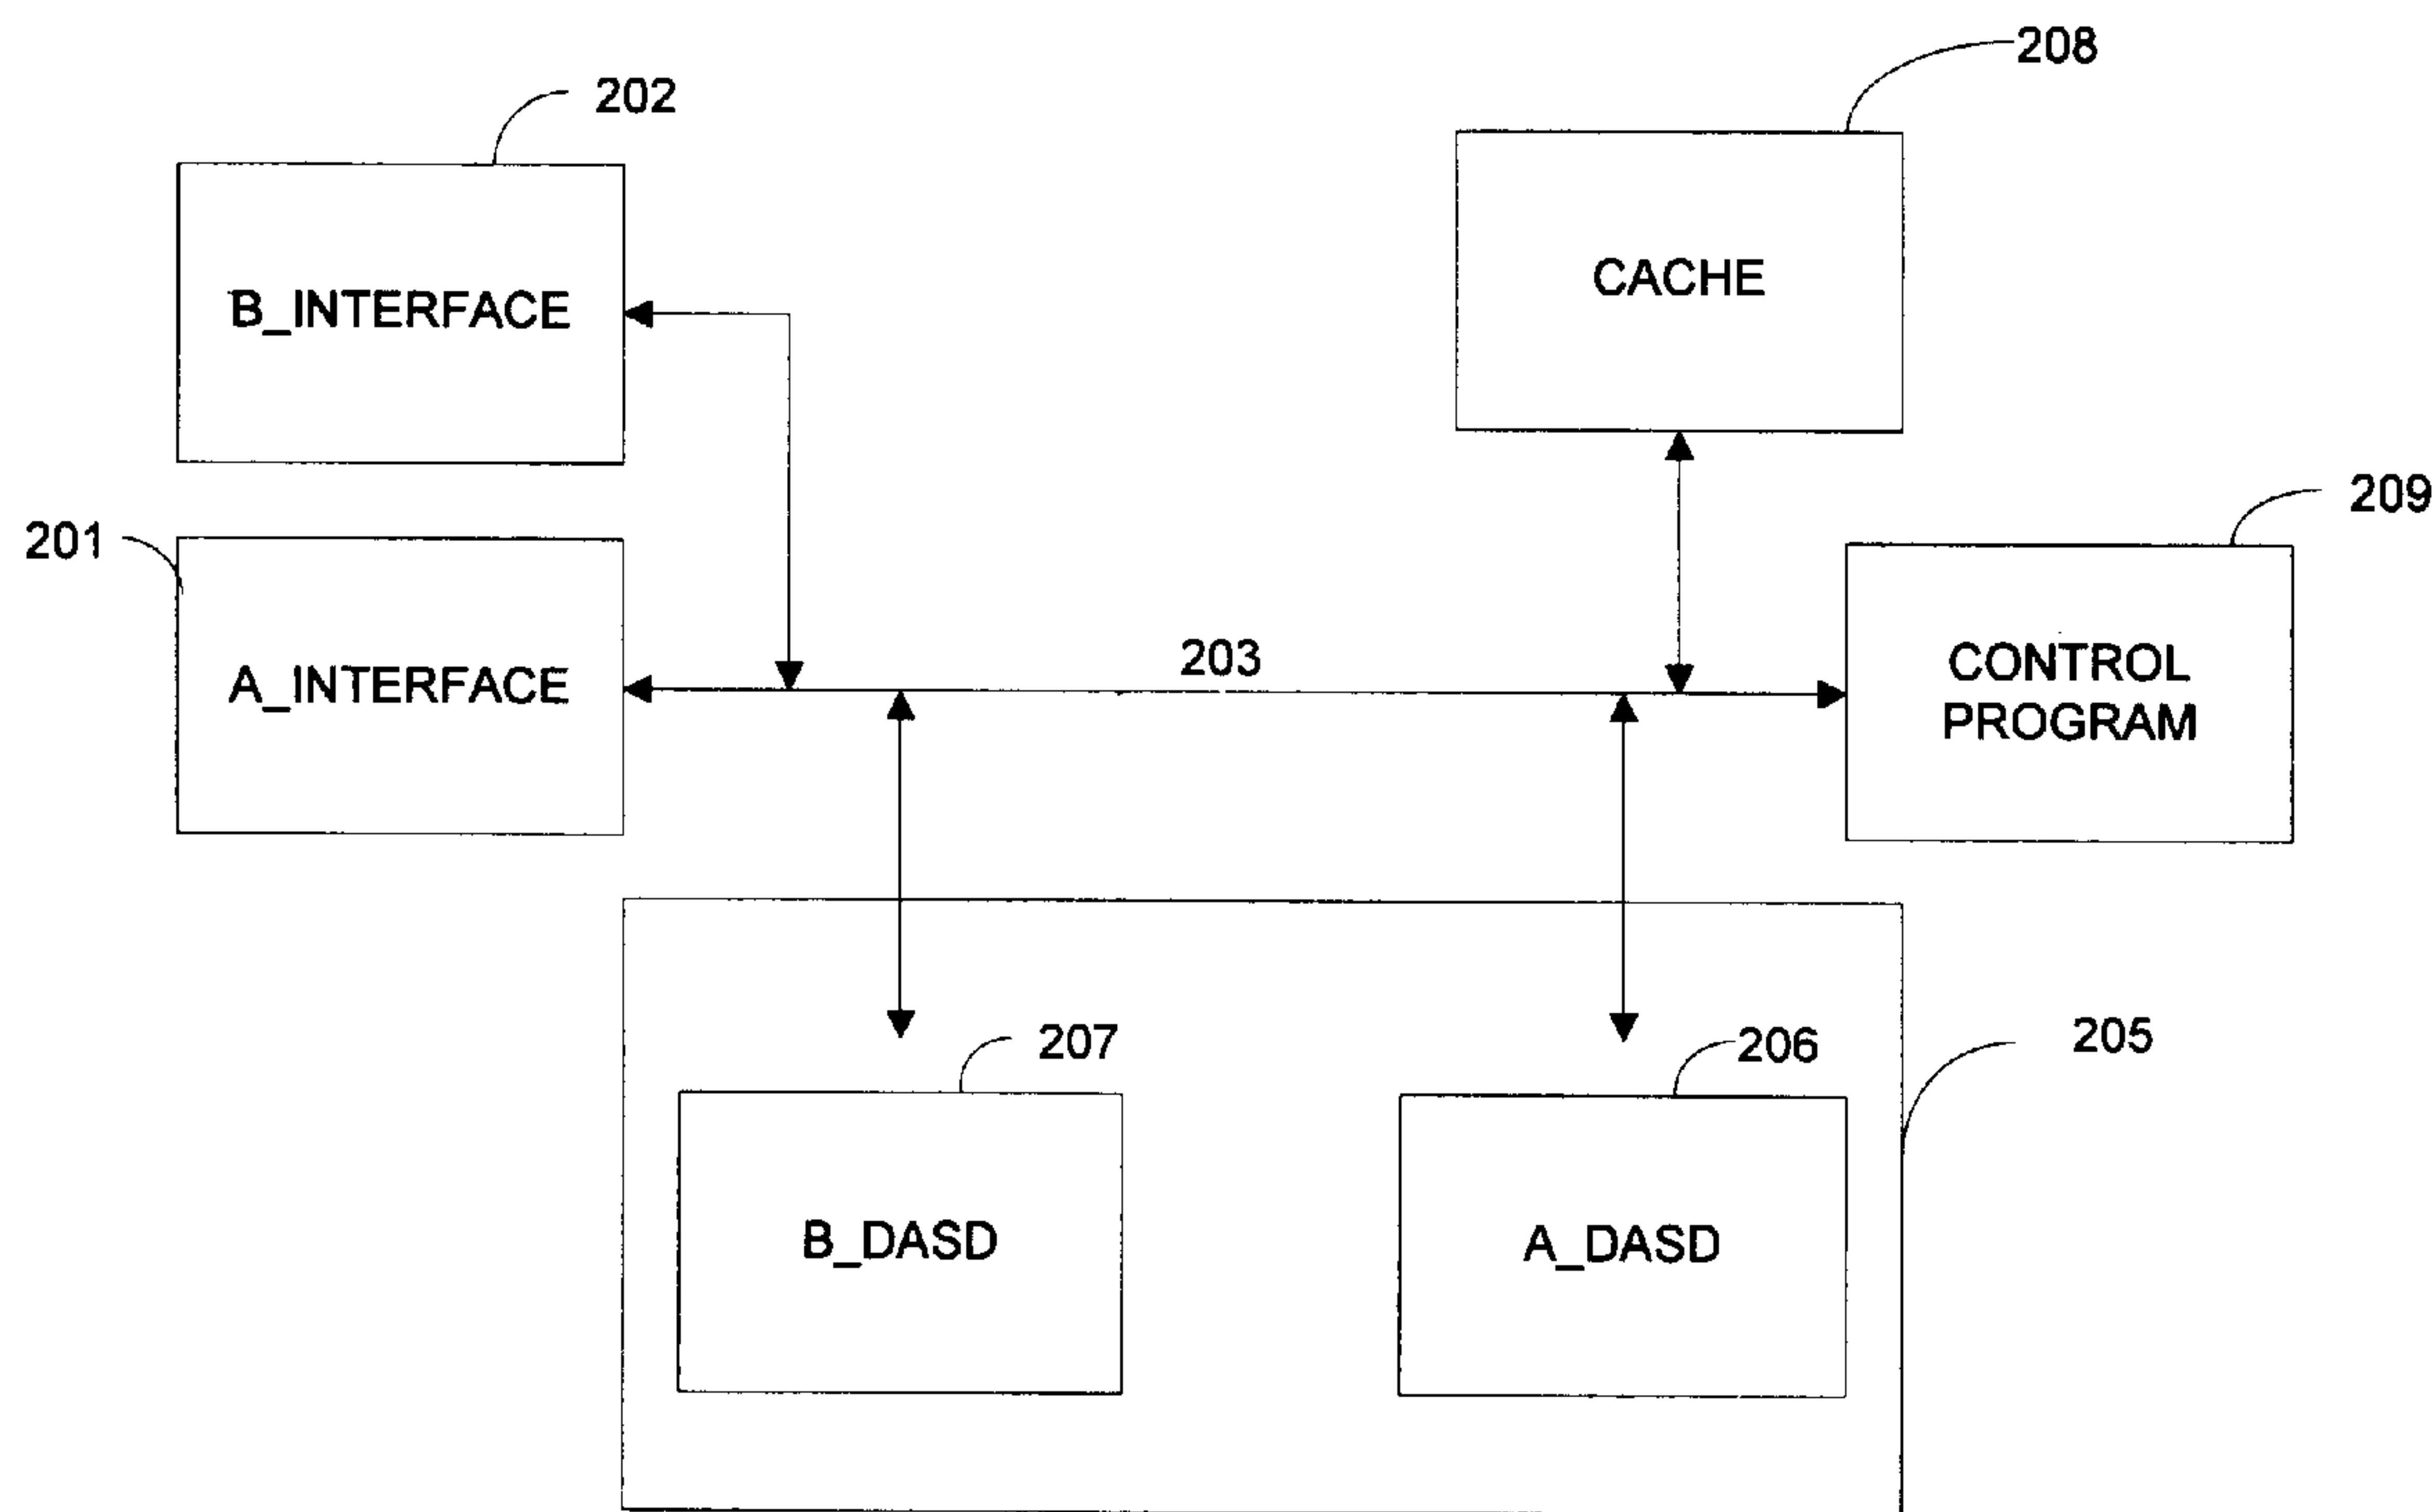 208
202
CACHE
B_INTERFACE
209
201
203
CONTROL
PROGRAM
A_INTERFACE
207
206
205
B_DASD
A_DASD